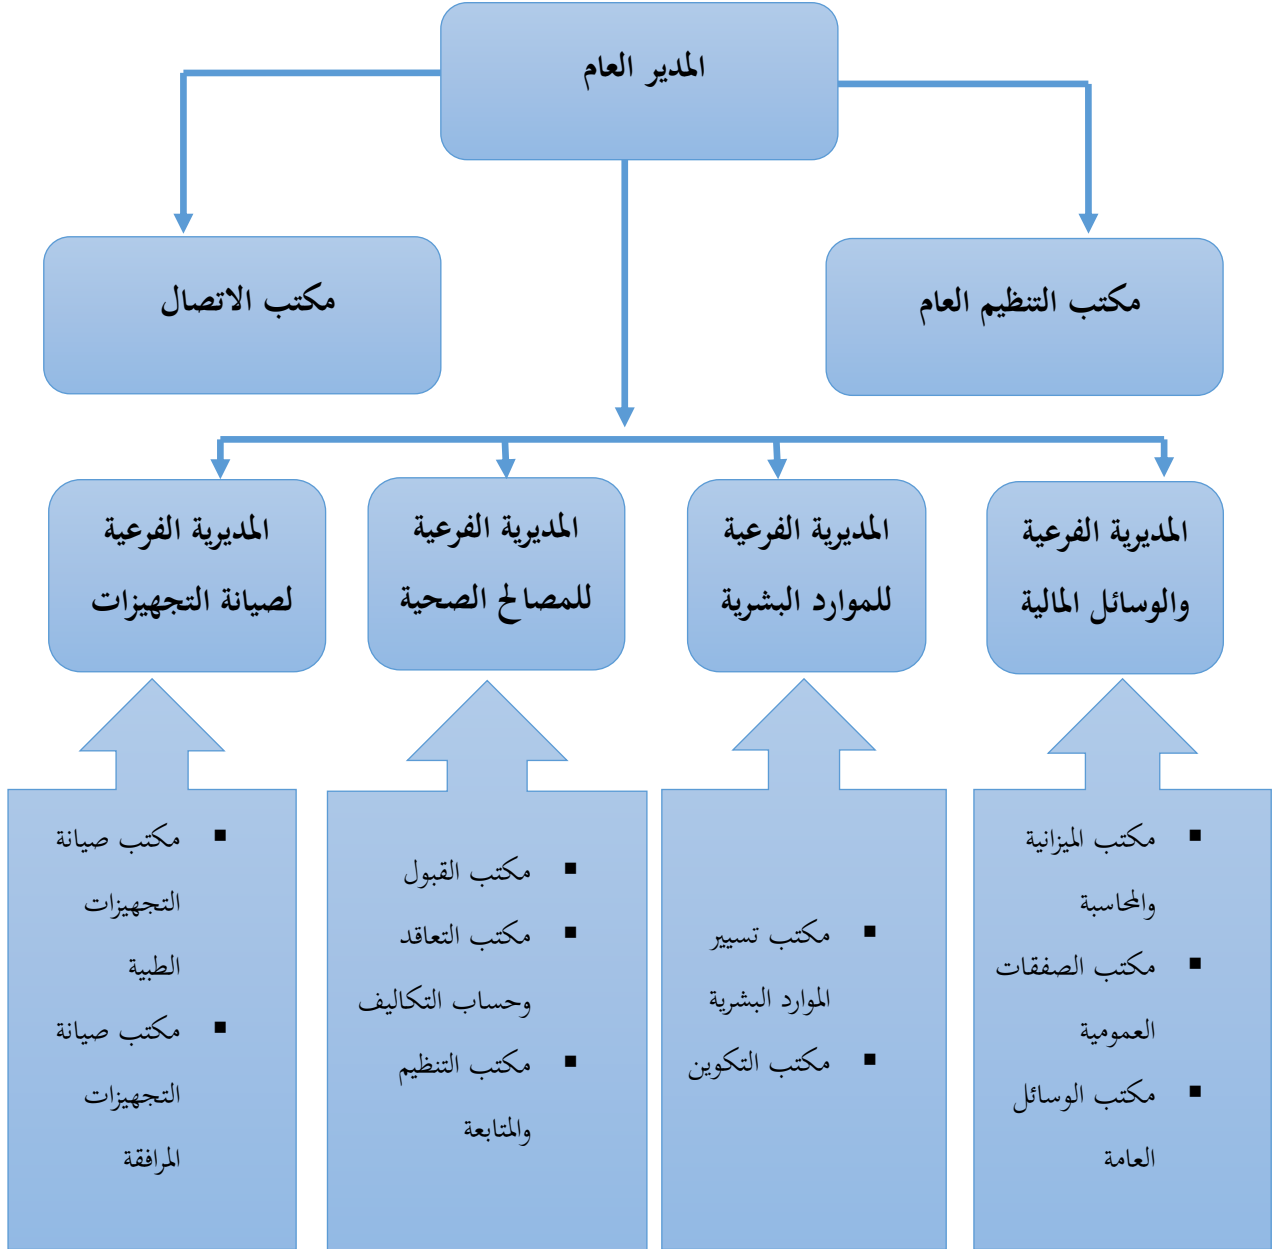 المدير العام
مكتب التنظيم العام
مكتب الاتصال
المديرية الفرعية
والوسائل المالية
المديرية الفرعية
للموارد البشرية
المديرية الفرعية
للمصالح الصحية
المديرية الفرعية
لصيانة التجهيزات
▪ مكتب الميزانية
والمحاسبة
▪ مكتب الصفقات
العمومية
▪ مكتب الوسائل
العامة
▪ مكتب تسيير
الموارد البشرية
▪ مكتب التكوين
▪ مكتب القبول
▪ مكتب التعاقد
وحساب التكاليف
▪ مكتب التنظيم
والمتابعة
▪ مكتب صيانة
التجهيزات
الطبية
▪ مكتب صيانة
التجهيزات
المرافقة